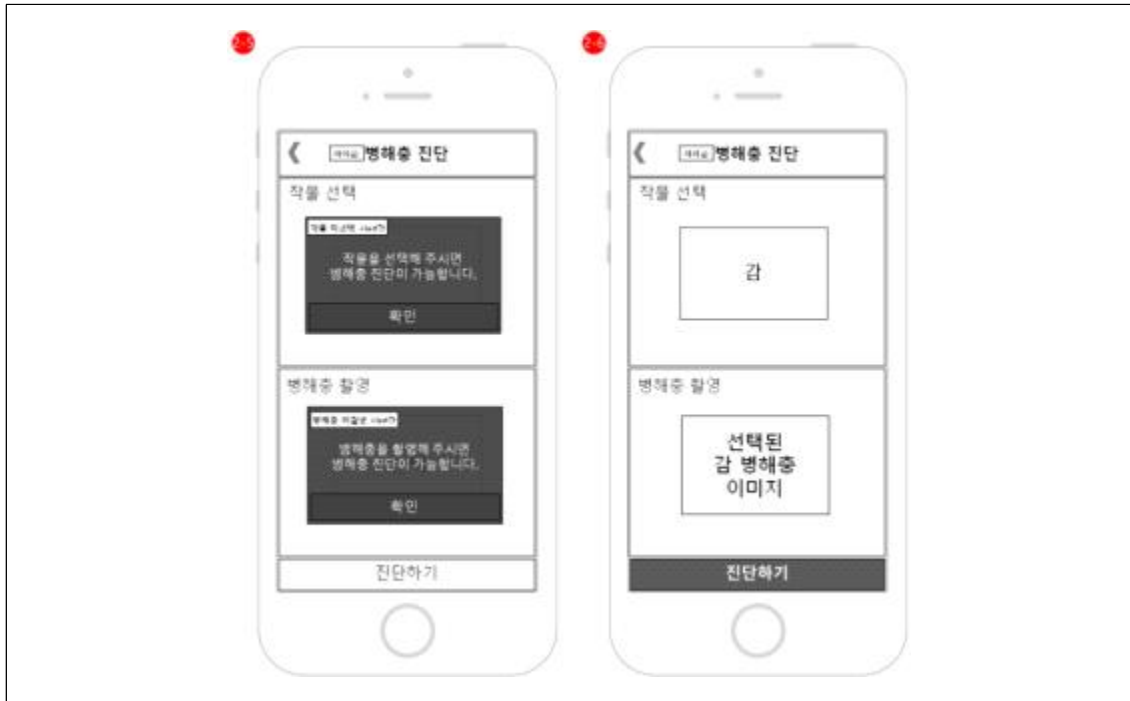 2-5
병해충 진단
작물 선택
작물을 선택해 주시면
병해충 진단이 가능합니다.
확인
병해충 촬영
병해충을 촬영해 주시면
병해충 진단이 가능합니다.
확인
진단하기
2-6
병해충 진단
작물 선택
감
병해충 촬영
선택된
감 병해충
이미지
진단하기